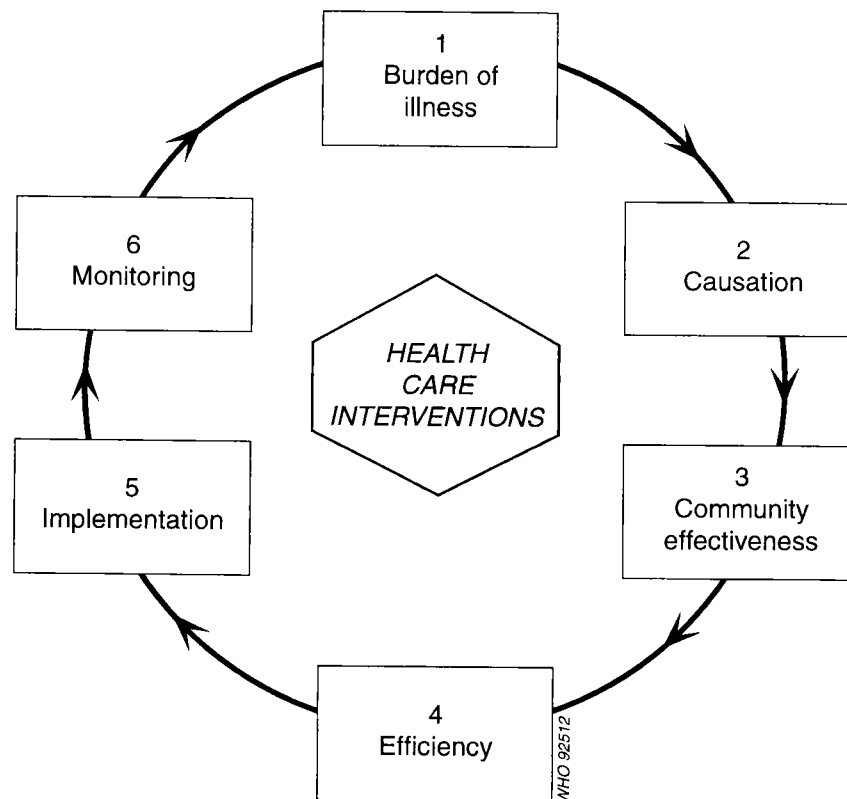 1
Burden of
illness
2
Causation
3
Community
effectiveness
4
Efficiency
5
Implementation
6
Monitoring
HEALTH
CARE
INTERVENTIONS
WHO 92512